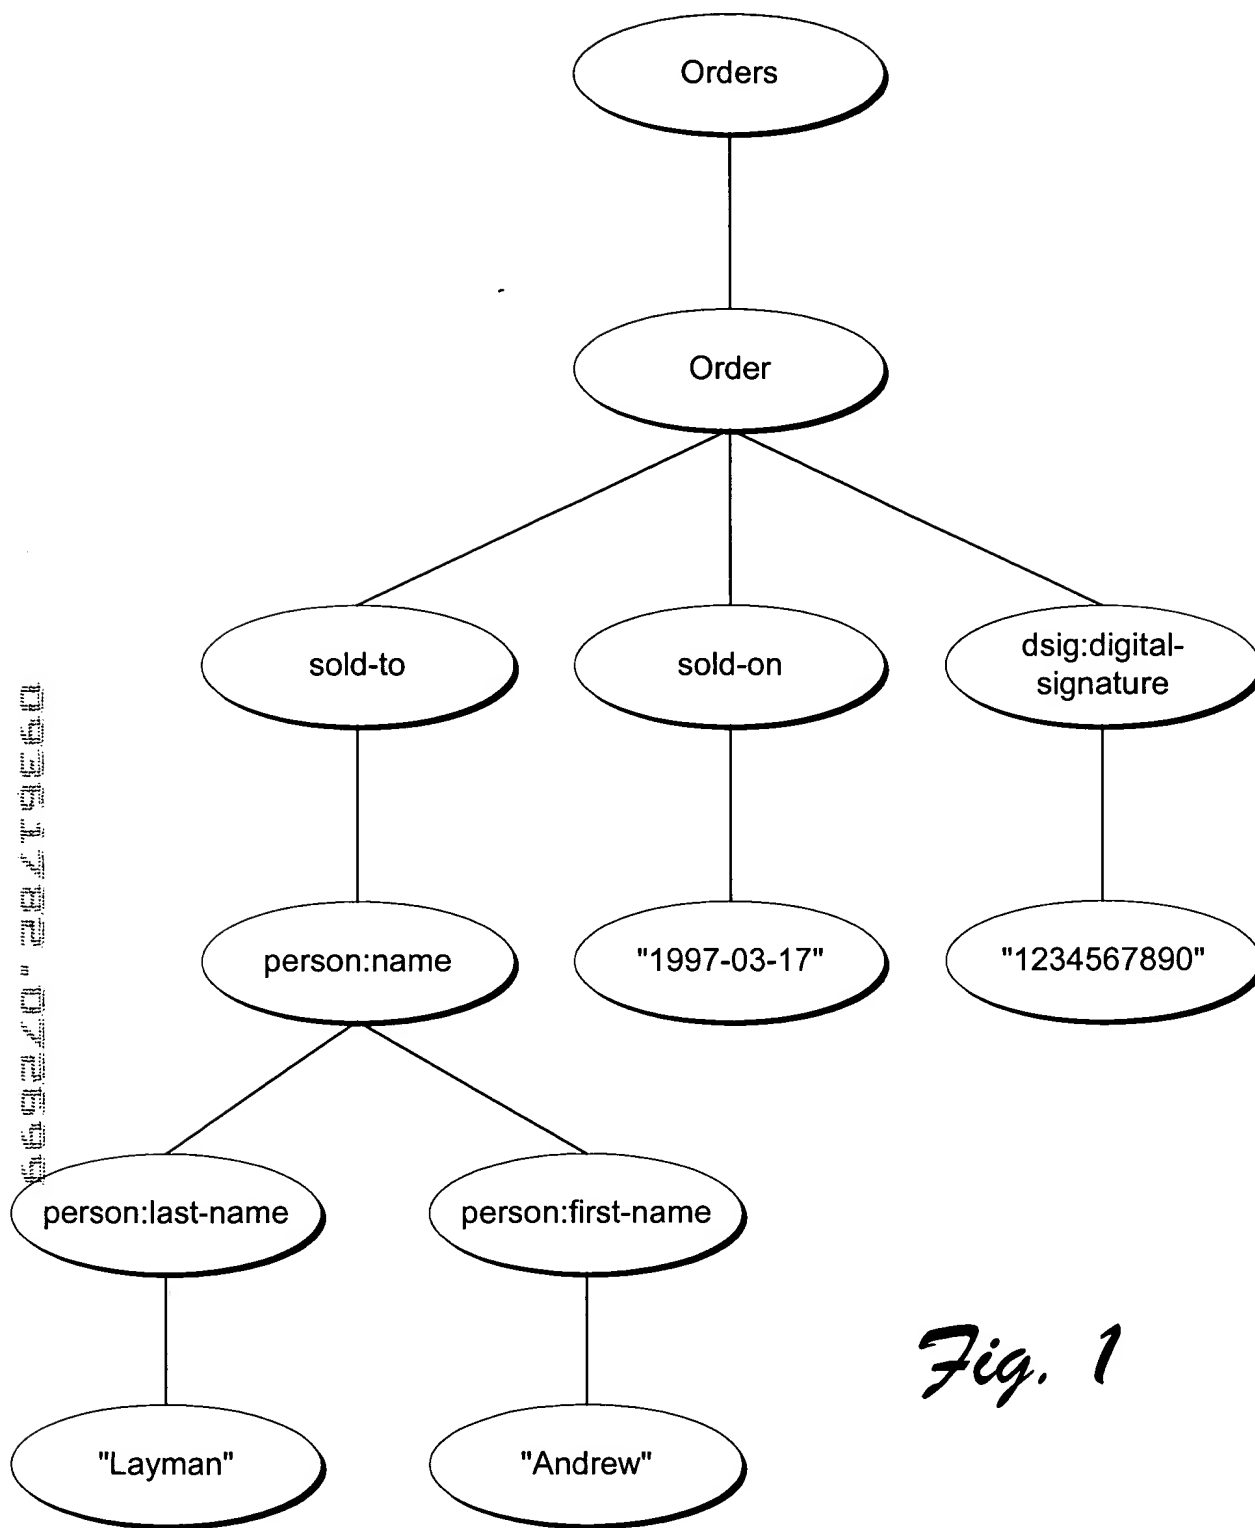 Orders
Order
sold-to
sold-on
dsig:digital-
signature
person:name
"1997-03-17"
"1234567890"
person:last-name
person:first-name
"Layman"
"Andrew"
Fig. 1